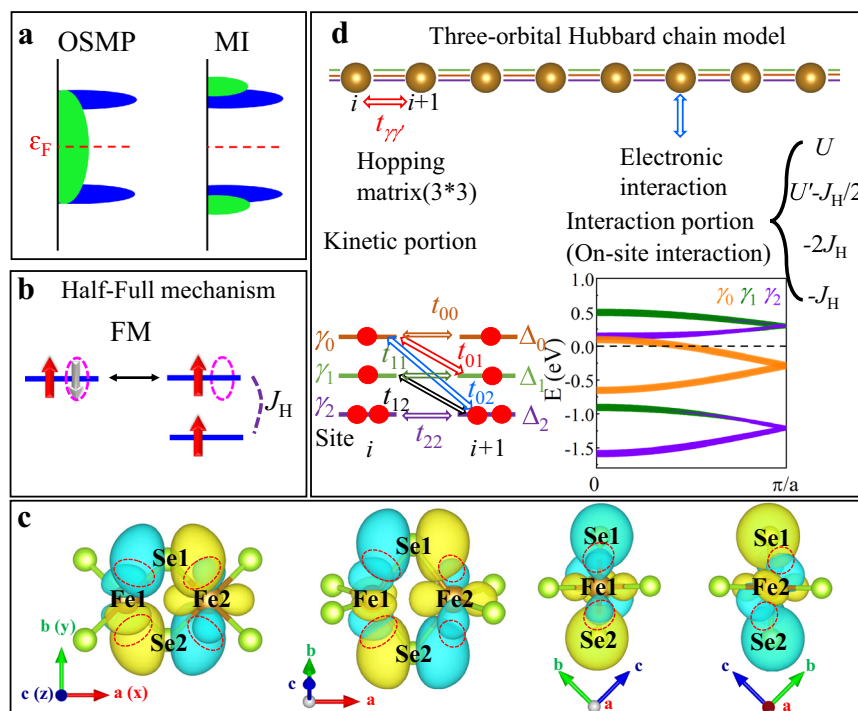 a
OSMP
MI
εF
b
Half-Full mechanism
FM
JH
d
Three-orbital Hubbard chain model
i
i+1
tγγ′
Hopping
matrix(3*3)
Kinetic portion
Electronic
interaction
Interaction portion
(On-site interaction)
U
U′-JH/2
-2JH
-JH
γ0
t00
Δ0
γ1
t11
t01
Δ1
t12
t02
γ2
t22
Δ2
Site
i
i+1
γ0 γ1 γ2
E (eV)
1.0
0.5
0.0
-0.5
-1.0
-1.5
0
π/a
c
Se1
Fe1
Fe2
Se2
b (y)
c (z)
a (x)
Se1
Fe1
Fe2
Se2
b
c
a
Se1
Fe1
Se2
b
c
a
Se1
Fe2
Se2
c
b
a